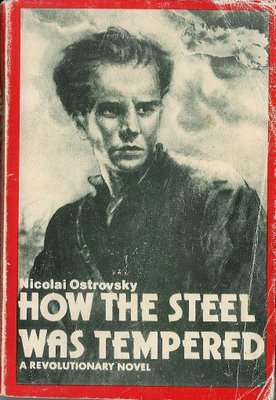 Nicolai Ostrovsky
HOW THE STEEL
WAS TEMPERED
A REVOLUTIONARY NOVEL